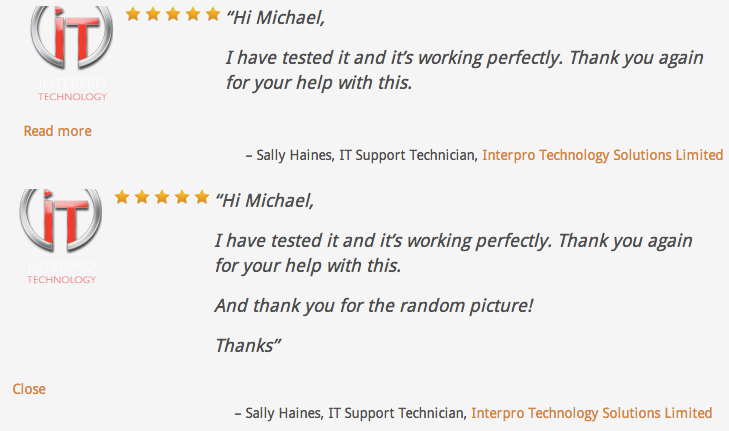 iT
INTERPRO
TECHNOLOGY
“Hi Michael,
I have tested it and it’s working perfectly. Thank you again
for your help with this.
Read more
– Sally Haines, IT Support Technician, Interpro Technology Solutions Limited
iT
INTERPRO
TECHNOLOGY
“Hi Michael,
I have tested it and it’s working perfectly. Thank you again
for your help with this.
And thank you for the random picture!
Thanks”
Close
– Sally Haines, IT Support Technician, Interpro Technology Solutions Limited